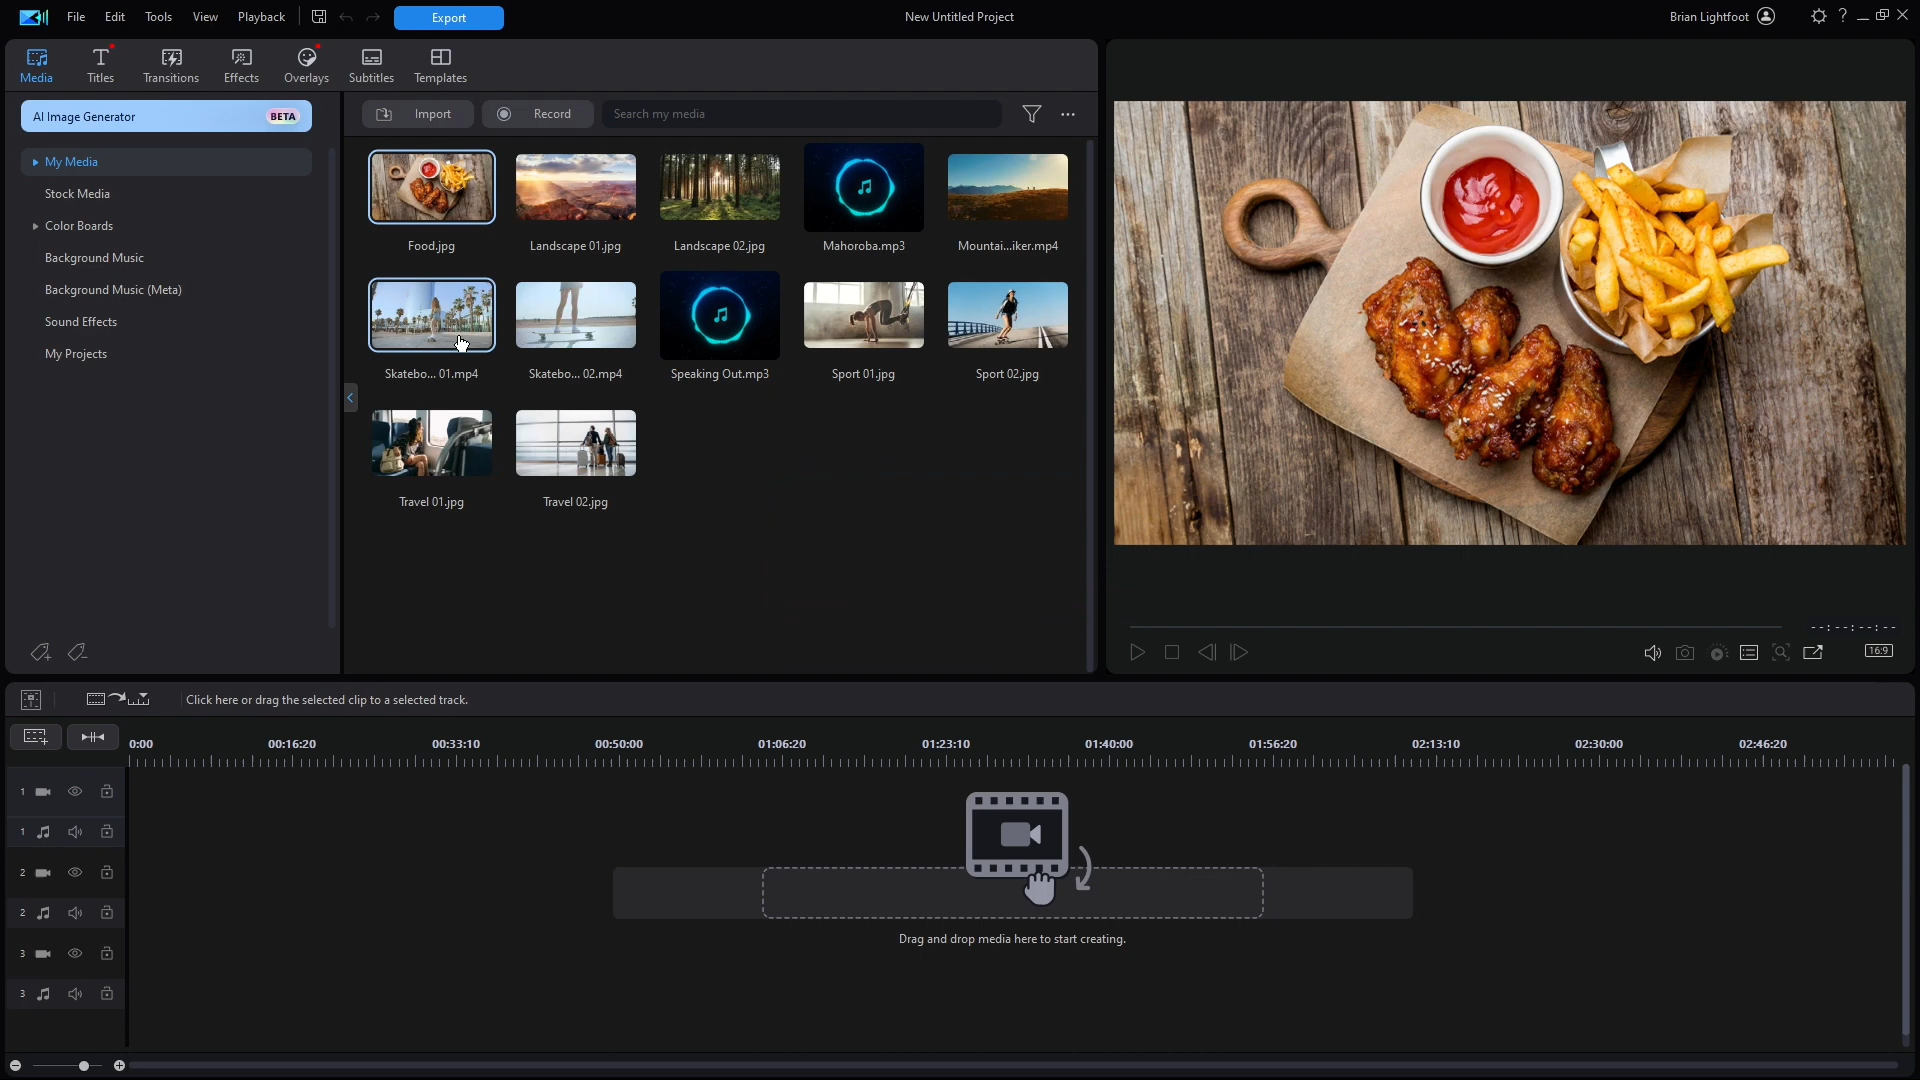 File Edit Tools View Playback Export New Untitled Project Brian Lightfoot ?
Media Titles Transitions Effects Overlays Subtitles Templates
AI Image Generator BETA
Import Record Search my media
My Media
Stock Media
Color Boards
Background Music
Background Music (Meta)
Sound Effects
My Projects
Food.jpg Landscape 01.jpg Landscape 02.jpg Mahoroba.mp3 Mountai...iker.mp4
Skatebo... 01.mp4 Skatebo... 02.mp4 Speaking Out.mp3 Sport 01.jpg Sport 02.jpg
Travel 01.jpg Travel 02.jpg
--:--:--:--
16:9
Click here or drag the selected clip to a selected track.
0:00 00:16:20 00:33:10 00:50:00 01:06:20 01:23:10 01:40:00 01:56:20 02:13:10 02:30:00 02:46:20
1
1
2
2
3
3
Drag and drop media here to start creating.